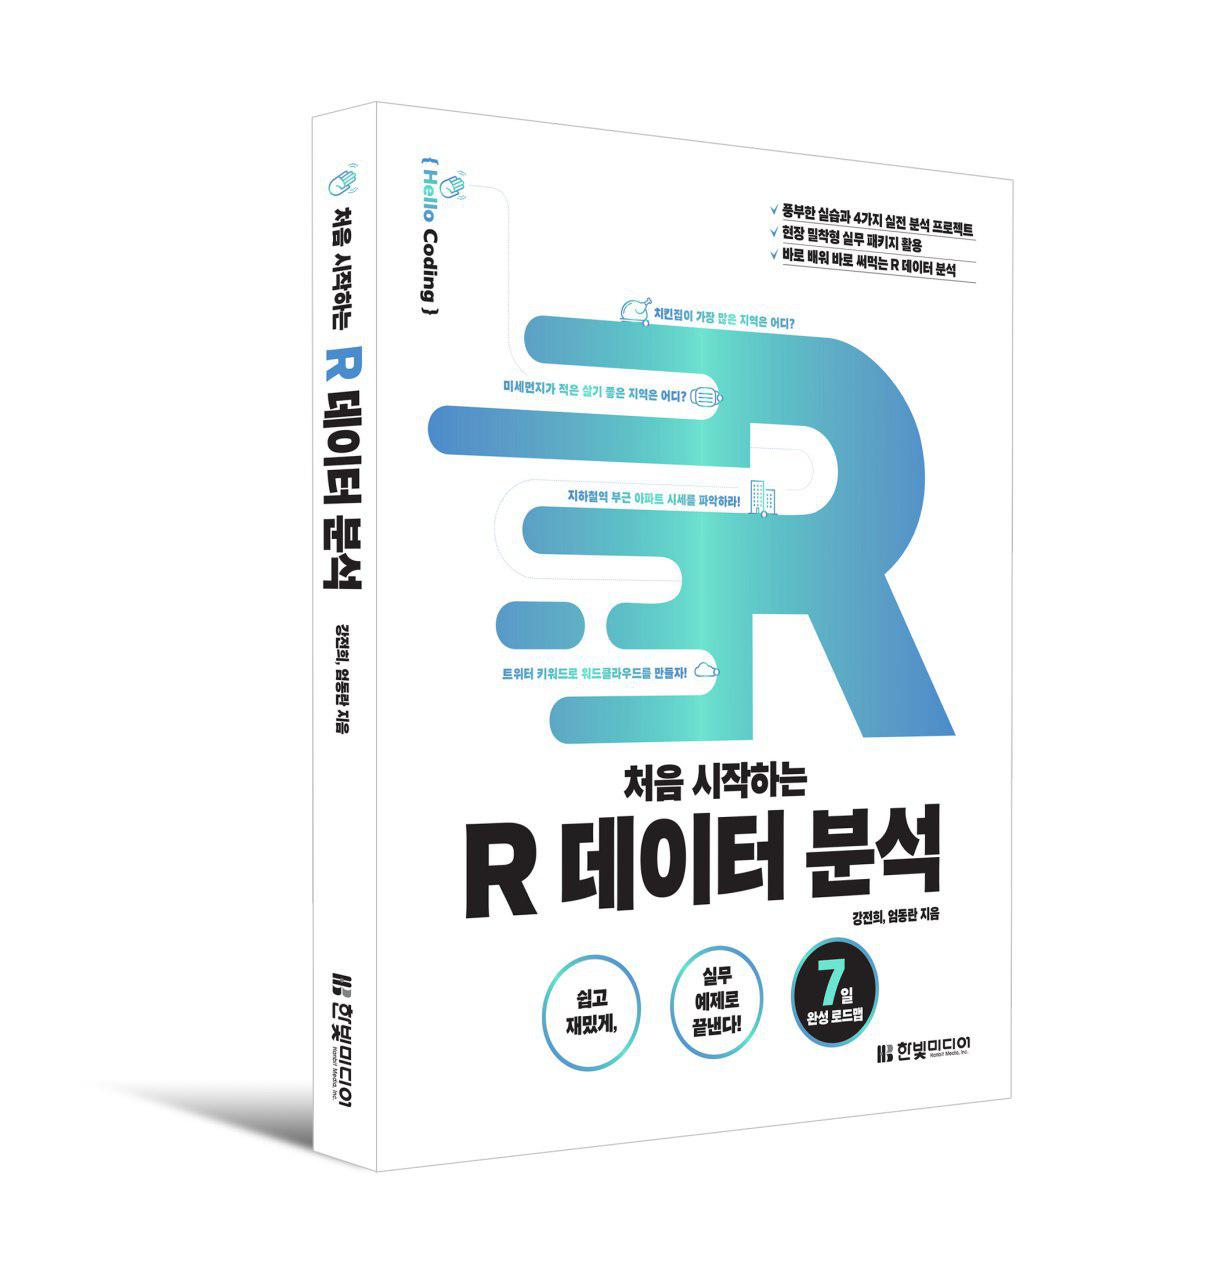 처음 시작하는 R 데이터 분석
강전희, 엄동란 지음
한빛미디어
Hanbit Media, Inc.
{ Hello Coding }
풍부한 실습과 4가지 실전 분석 프로젝트
현장 밀착형 실무 패키지 활용
바로 배워 바로 써먹는 R 데이터 분석
치킨집이 가장 많은 지역은 어디?
미세먼지가 적은 살기 좋은 지역은 어디?
지하철역 부근 아파트 시세를 파악하라!
트위터 키워드로 워드클라우드를 만들자!
R
처음 시작하는
R 데이터 분석
강전희, 엄동란 지음
쉽고
재밌게,
실무
예제로
끝낸다!
7일
완성 로드맵
한빛미디어
Hanbit Media, Inc.